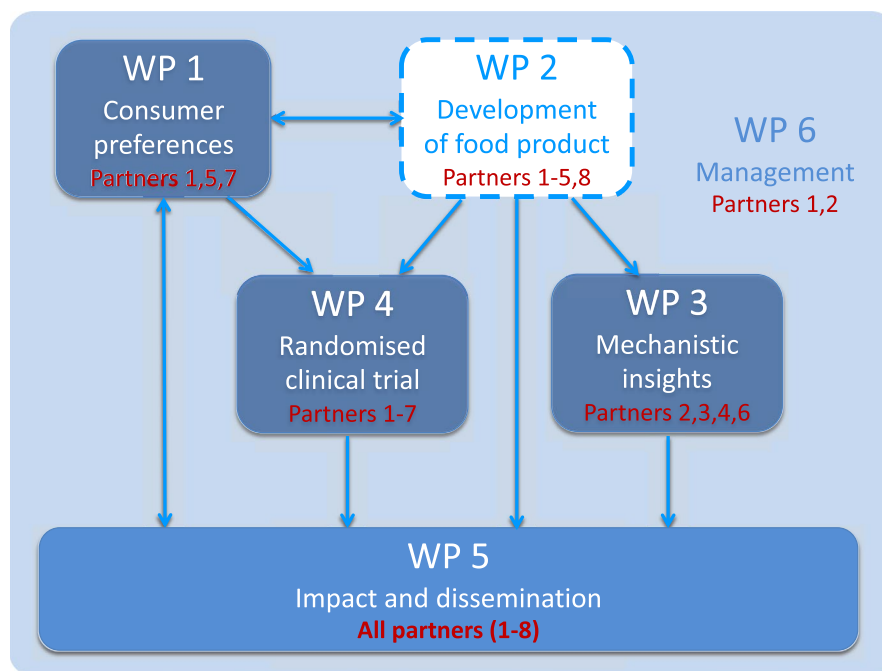 WP 1
Consumer
preferences
Partners 1,5,7
WP 2
Development
of food product
Partners 1-5,8
WP 6
Management
Partners 1,2
WP 4
Randomised
clinical trial
Partners 1-7
WP 3
Mechanistic
insights
Partners 2,3,4,6
WP 5
Impact and dissemination
All partners (1-8)